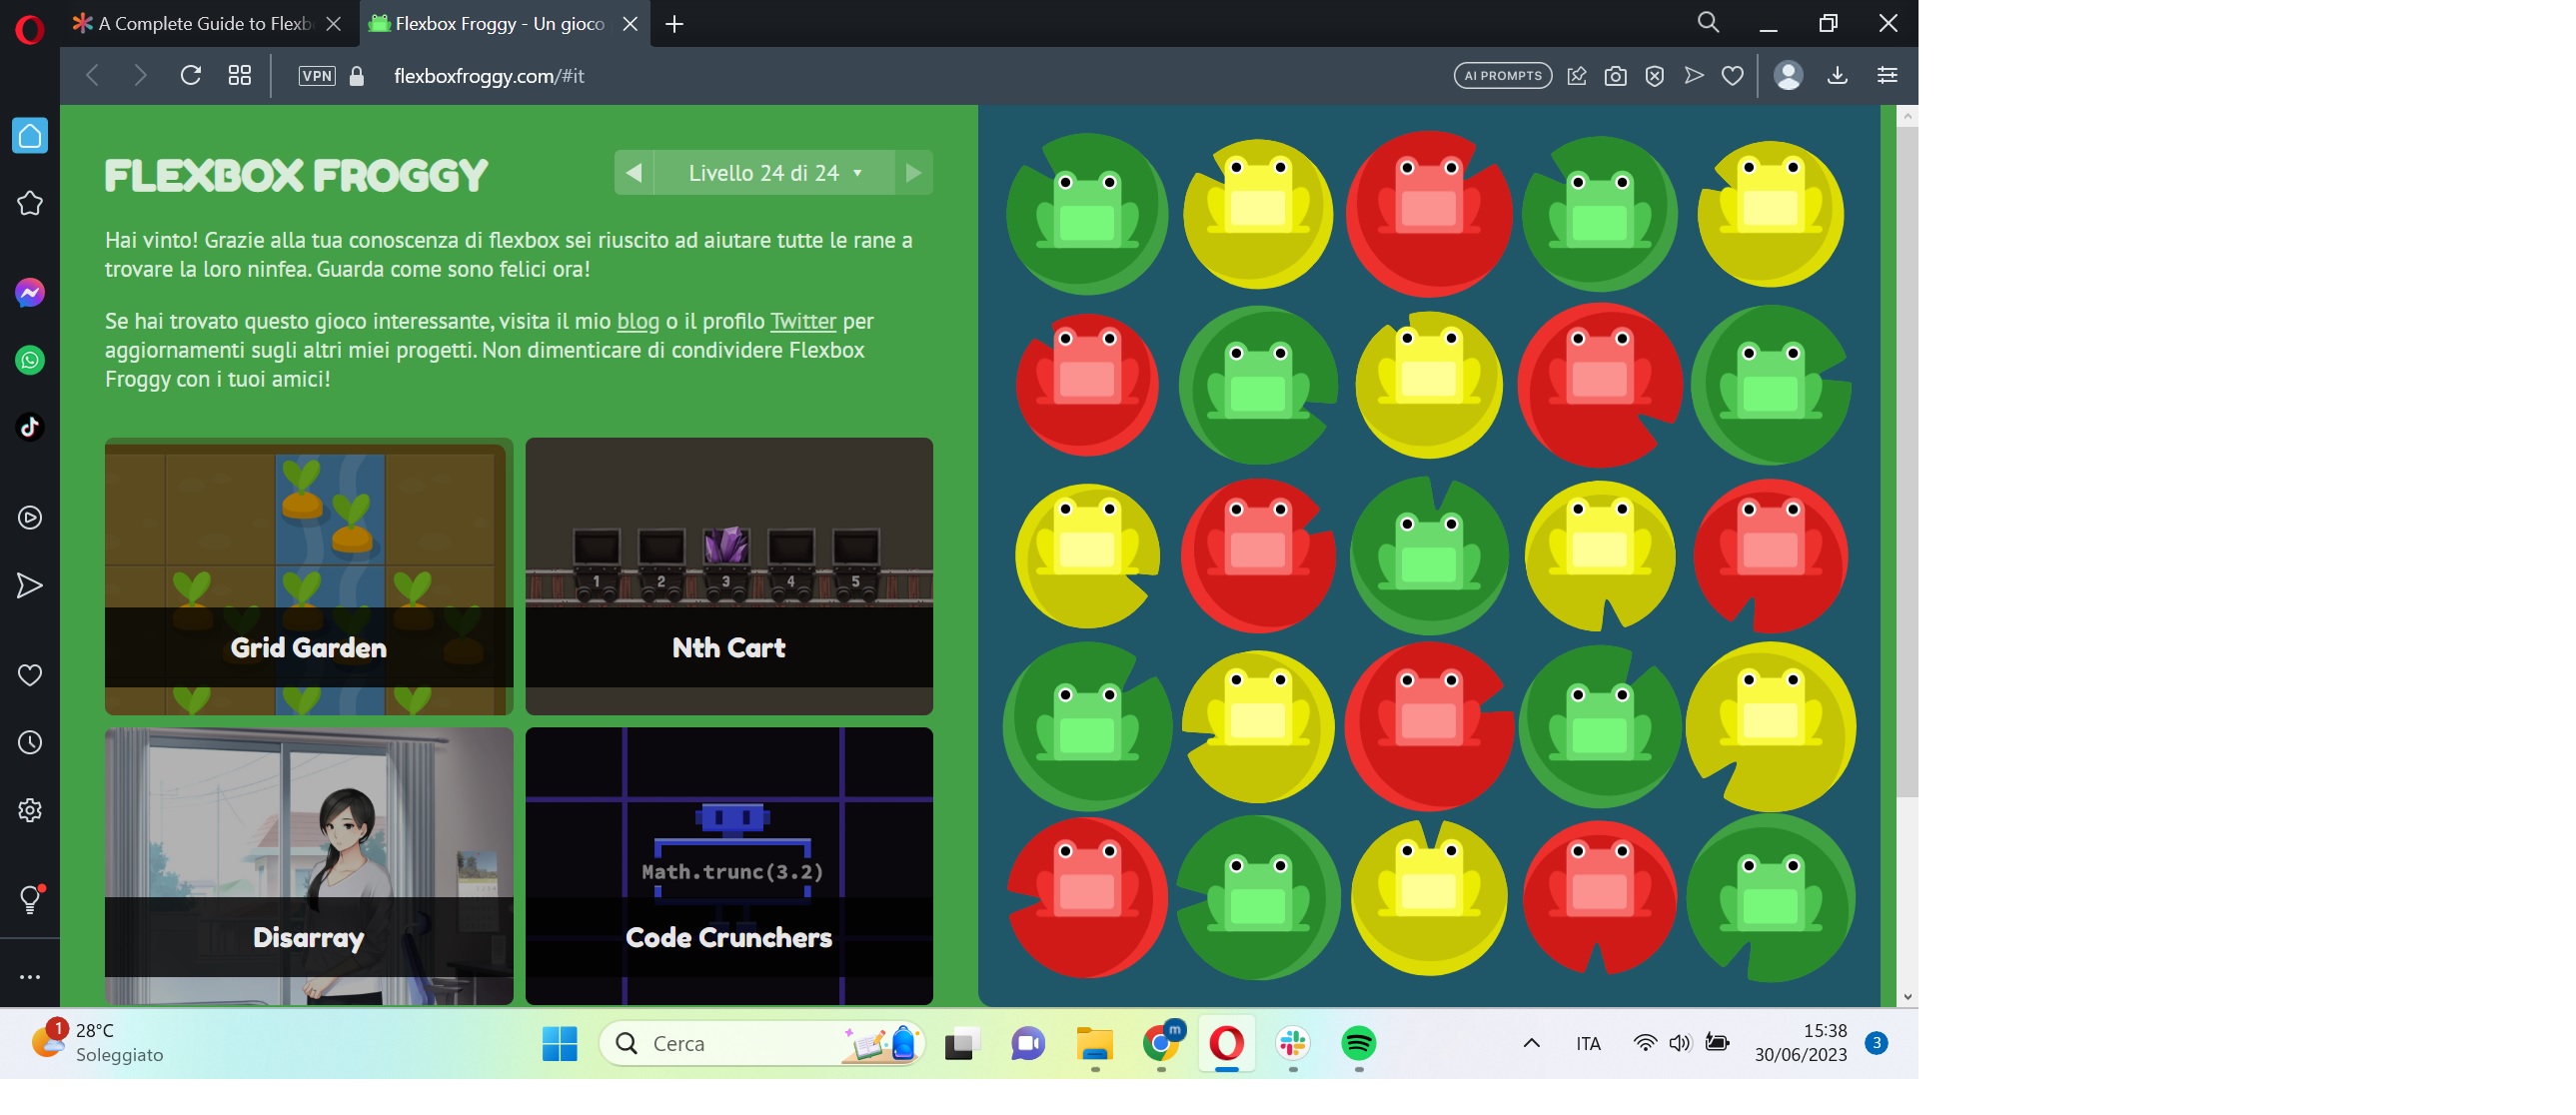 A Complete Guide to Flexb
Flexbox Froggy - Un gioco
VPN
flexboxfroggy.com/#it
AI PROMPTS
FLEXBOX FROGGY
Livello 24 di 24
Hai vinto! Grazie alla tua conoscenza di flexbox sei riuscito ad aiutare tutte le rane a
trovare la loro ninfea. Guarda come sono felici ora!
Se hai trovato questo gioco interessante, visita il mio blog o il profilo Twitter per
aggiornamenti sugli altri miei progetti. Non dimenticare di condividere Flexbox
Froggy con i tuoi amici!
1 2 3 4 5
Grid Garden
Nth Cart
Math.trunc(3.2)
Disarray
Code Crunchers
1
28°C
Soleggiato
Cerca
m
ITA
15:38
30/06/2023
3